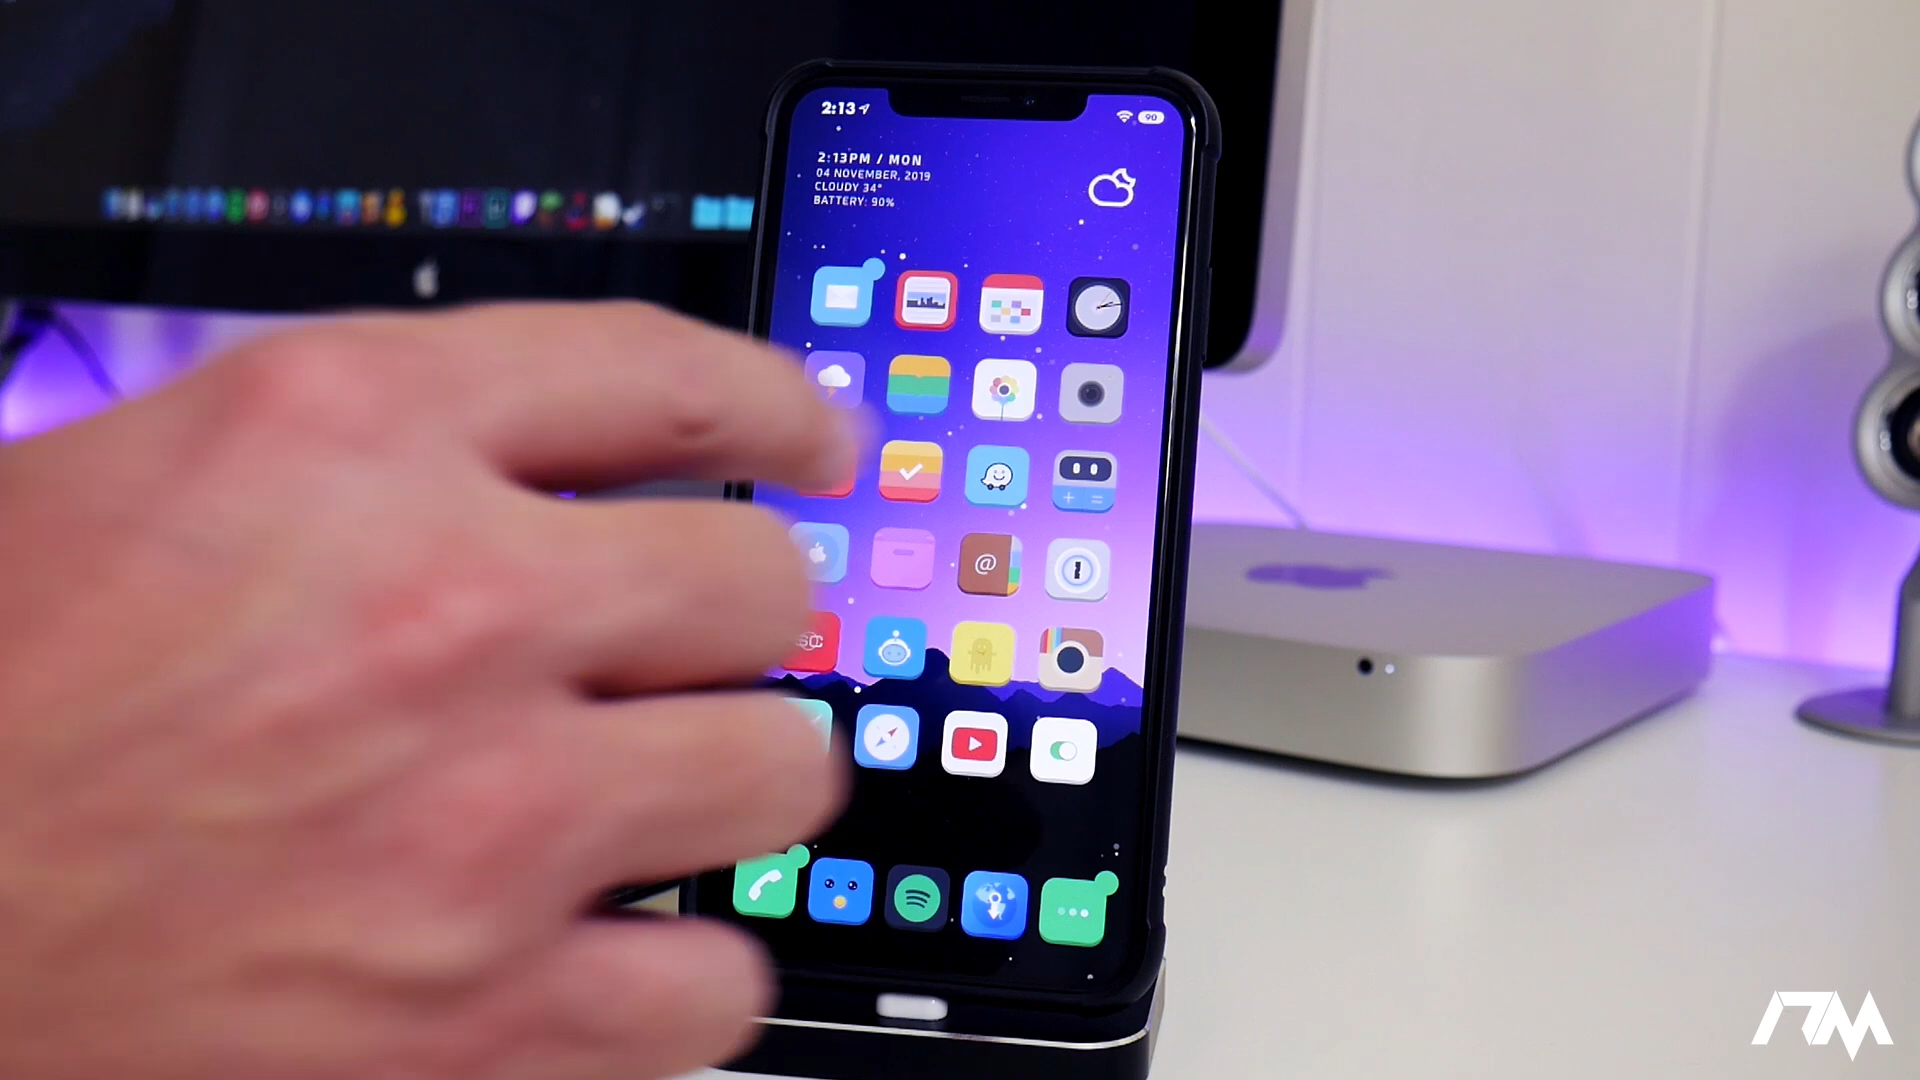 2:13
90
2:13PM / MON
04 NOVEMBER, 2019
CLOUDY 34°
BATTERY: 90%
@